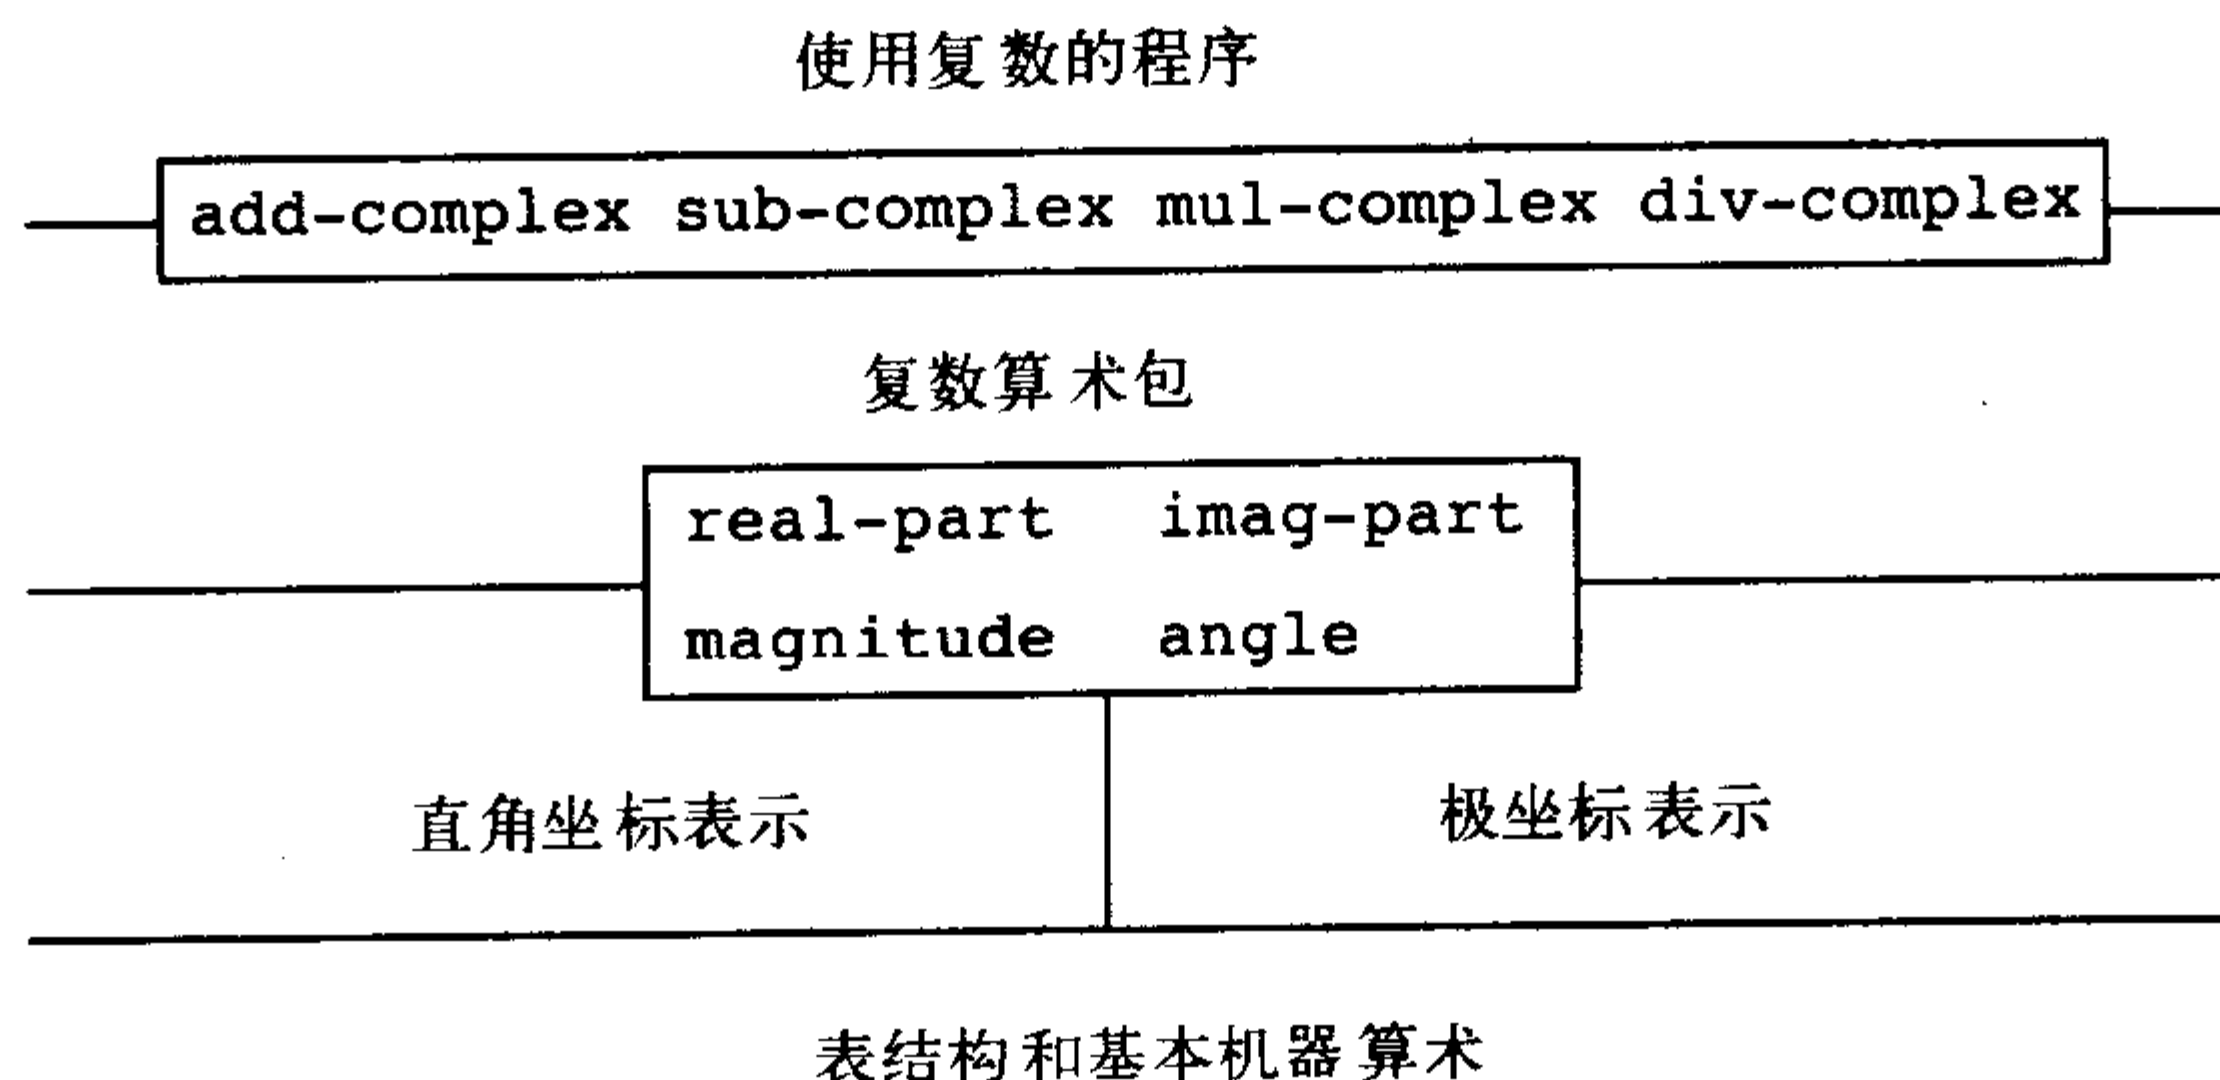 使用复数的程序
add-complex sub-complex mul-complex div-complex
复数算术包
real-part imag-part
magnitude angle
直角坐标表示 极坐标表示
表结构和基本机器算术